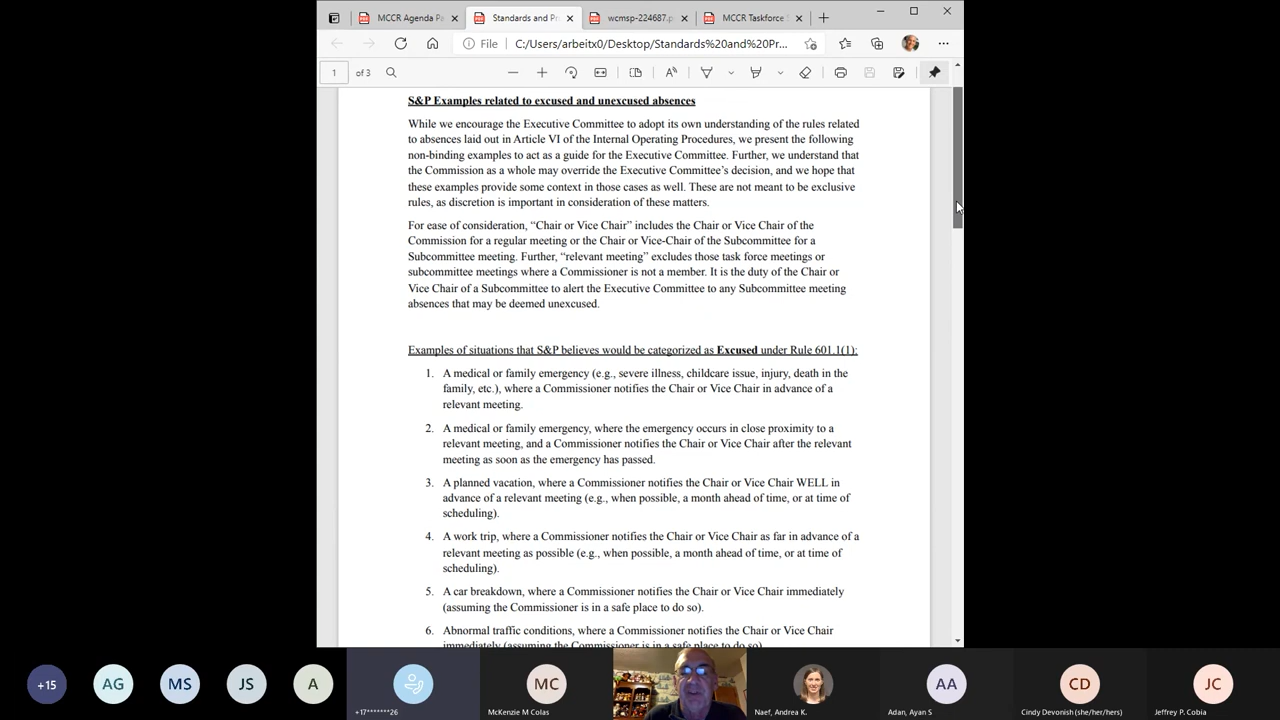 MCCR Agenda Pa
Standards and Pr
wcmsp-224687.p
MCCR Taskforce S
File
C:/Users/arbeitx0/Desktop/Standards%20and%20Pr...
1 of 3
S&P Examples related to excused and unexcused absences
While we encourage the Executive Committee to adopt its own understanding of the rules related
to absences laid out in Article VI of the Internal Operating Procedures, we present the following
non-binding examples to act as a guide for the Executive Committee. Further, we understand that
the Commission as a whole may override the Executive Committee's decision, and we hope that
these examples provide some context in those cases as well. These are not meant to be exclusive
rules, as discretion is important in consideration of these matters.
For ease of consideration, “Chair or Vice Chair” includes the Chair or Vice Chair of the
Commission for a regular meeting or the Chair or Vice-Chair of the Subcommittee for a
Subcommittee meeting. Further, “relevant meeting” excludes those task force meetings or
subcommittee meetings where a Commissioner is not a member. It is the duty of the Chair or
Vice Chair of a Subcommittee to alert the Executive Committee to any Subcommittee meeting
absences that may be deemed unexcused.
Examples of situations that S&P believes would be categorized as Excused under Rule 601.1(1):
1. A medical or family emergency (e.g., severe illness, childcare issue, injury, death in the
family, etc.), where a Commissioner notifies the Chair or Vice Chair in advance of a
relevant meeting.
2. A medical or family emergency, where the emergency occurs in close proximity to a
relevant meeting, and a Commissioner notifies the Chair or Vice Chair after the relevant
meeting as soon as the emergency has passed.
3. A planned vacation, where a Commissioner notifies the Chair or Vice Chair WELL in
advance of a relevant meeting (e.g., when possible, a month ahead of time, or at time of
scheduling).
4. A work trip, where a Commissioner notifies the Chair or Vice Chair as far in advance of a
relevant meeting as possible (e.g., when possible, a month ahead of time, or at time of
scheduling).
5. A car breakdown, where a Commissioner notifies the Chair or Vice Chair immediately
(assuming the Commissioner is in a safe place to do so).
6. Abnormal traffic conditions, where a Commissioner notifies the Chair or Vice Chair
immediately (assuming the Commissioner is in a safe place to do so)
+15
AG
MS
JS
A
MC
AA
CD
JC
+17*******26
McKenzie M Colas
Naef, Andrea K.
Adan, Ayan S
Cindy Devonish (she/her/hers)
Jeffrey P. Cobia